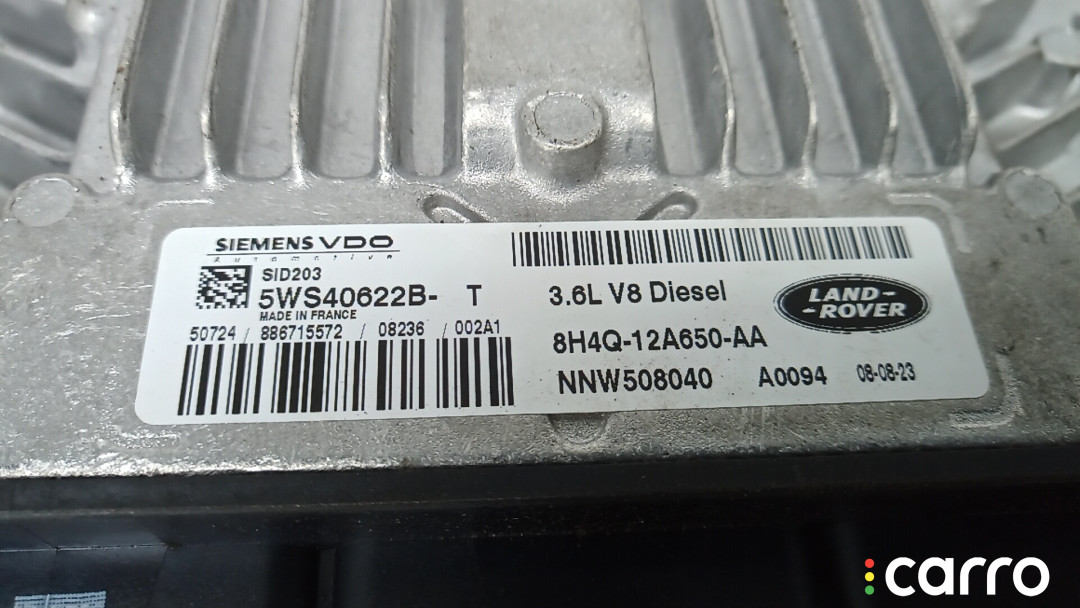 SIEMENS VDO
Automotive
SID203
5WS40622B- T
MADE IN FRANCE
50724 / 886715572 / 08236 / 002A1
3.6L V8 Diesel
LAND-
-ROVER
8H4Q-12A650-AA
NNW508040 A0094 08-08-23
carro